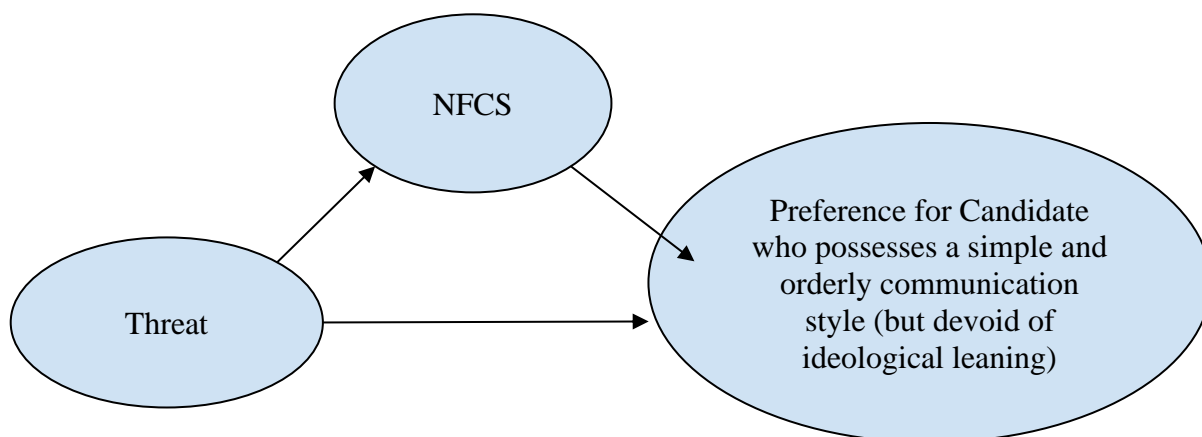 NFCS
Threat
Preference for Candidate
who possesses a simple and
orderly communication
style (but devoid of
ideological leaning)